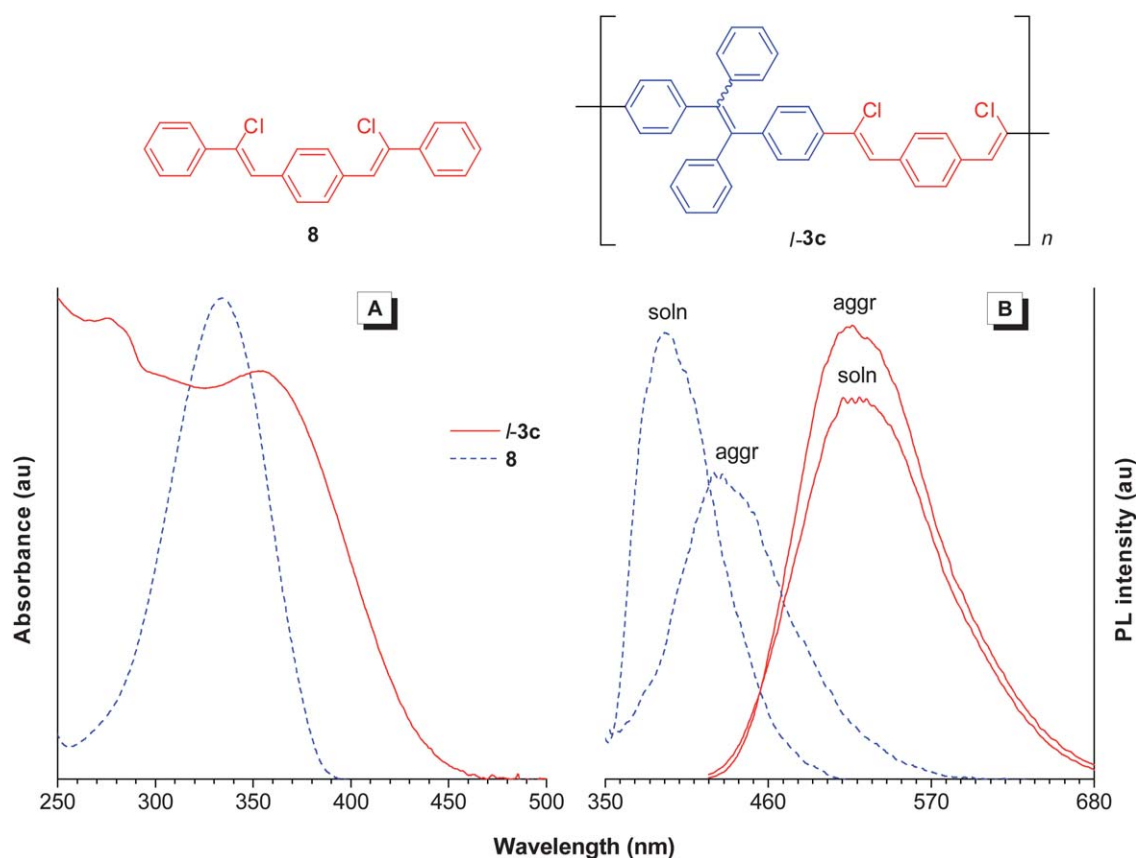 Cl Cl
8
Cl Cl
n
l-3c
A
l-3c
8
Absorbance (au)
250 300 350 400 450 500
B
soln
aggr
aggr
soln
PL intensity (au)
350 460 570 680
Wavelength (nm)